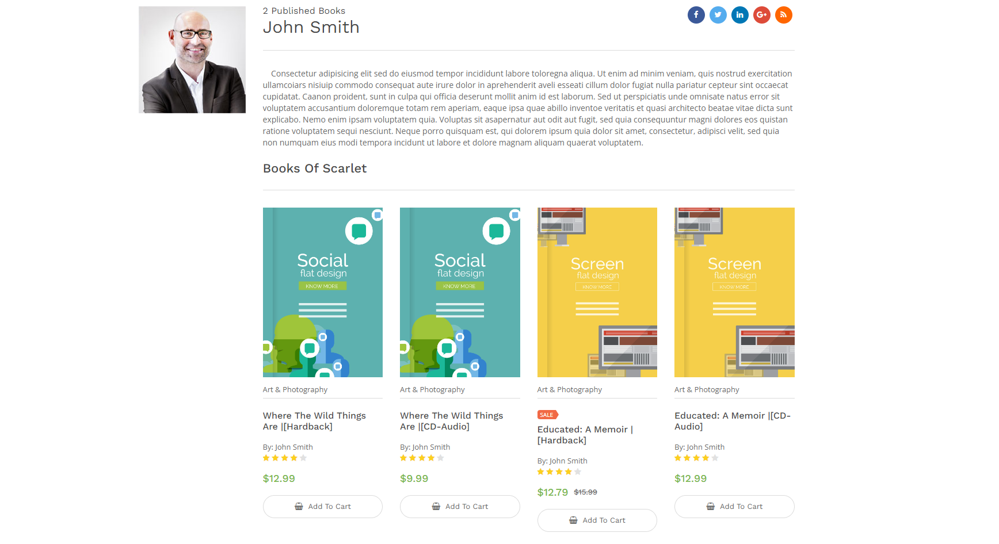 2 Published Books
John Smith
Consectetur adipisicing elit sed do eiusmod tempor incididunt labore toloregna aliqua. Ut enim ad minim veniam, quis nostrud exercitation
ullamcoiars nisiuip commodo consequat aute irure dolor in aprehenderit aveli esseati cillum dolor fugiat nulla pariatur cepteur sint occaecat
cupidatat. Caanon proident, sunt in culpa qui officia deserunt mollit anim id est laborum. Sed ut perspiciatis unde omnisate natus error sit
voluptatem accusantium doloremque totam rem aperiam, eaque ipsa quae abillo inventoe veritatis et quasi architecto beatae vitae dicta sunt
explicabo. Nemo enim ipsam voluptatem quia. Voluptas sit asapernatur aut odit aut fugit, sed quia consequuntur magni dolores eos quistan
ratione voluptatem sequi nesciunt. Neque porro quisquam est, qui dolorem ipsum quia dolor sit amet, consectetur, adipisci velit, sed quia
non numquam eius modi tempora incidunt ut labore et dolore magnam aliquam quaerat voluptatem.
Books Of Scarlet
Social
flat design
KNOW MORE
Art & Photography
Where The Wild Things
Are |[Hardback]
By: John Smith
$12.99
Add To Cart
Social
flat design
KNOW MORE
Art & Photography
Where The Wild Things
Are |[CD-Audio]
By: John Smith
$9.99
Add To Cart
Screen
flat design
KNOW MORE
Art & Photography
SALE
Educated: A Memoir |
[Hardback]
By: John Smith
$12.79 $15.99
Add To Cart
Screen
flat design
KNOW MORE
Art & Photography
Educated: A Memoir |[CD-
Audio]
By: John Smith
$12.99
Add To Cart